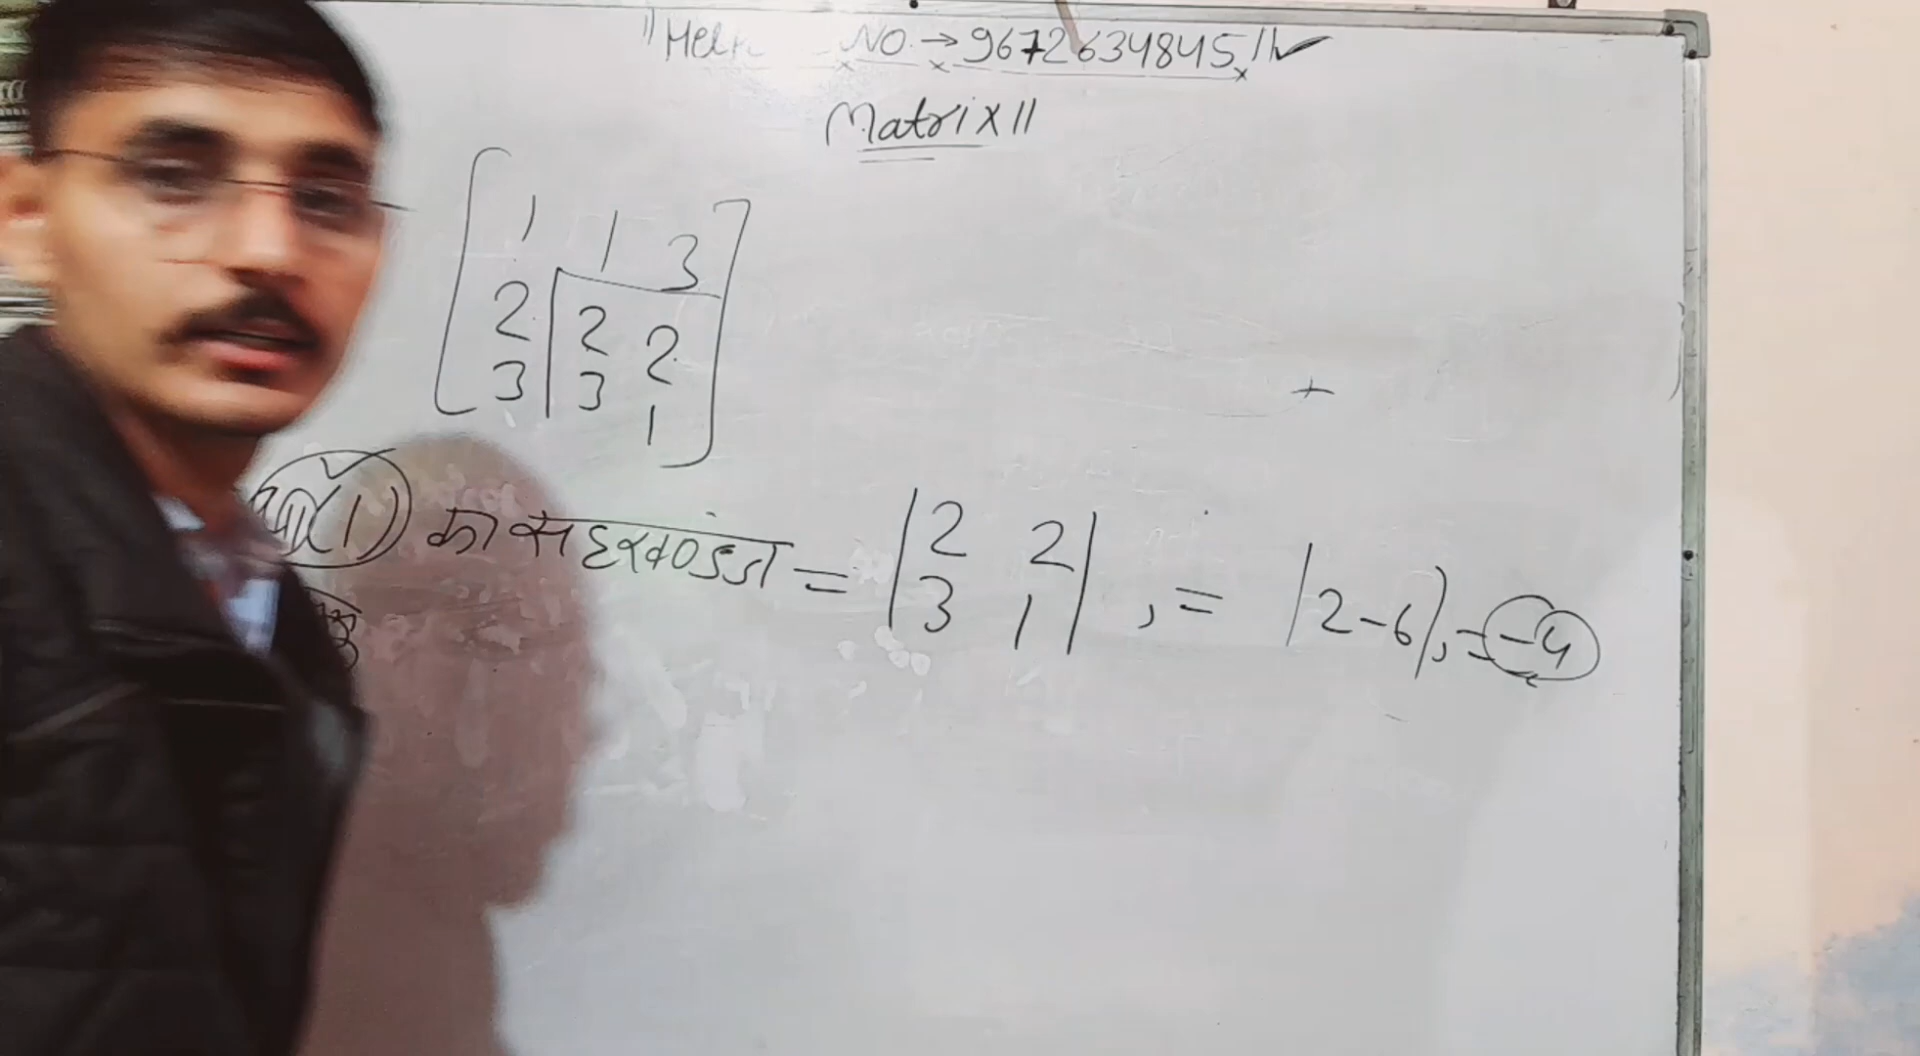 No. → 9672634845 ||
Matrix ||
1 1 3
2 2 2
3 3 1
(1) का सहखण्डज = | 2 2 | , = |2-6|, = -4
| 3 1 |